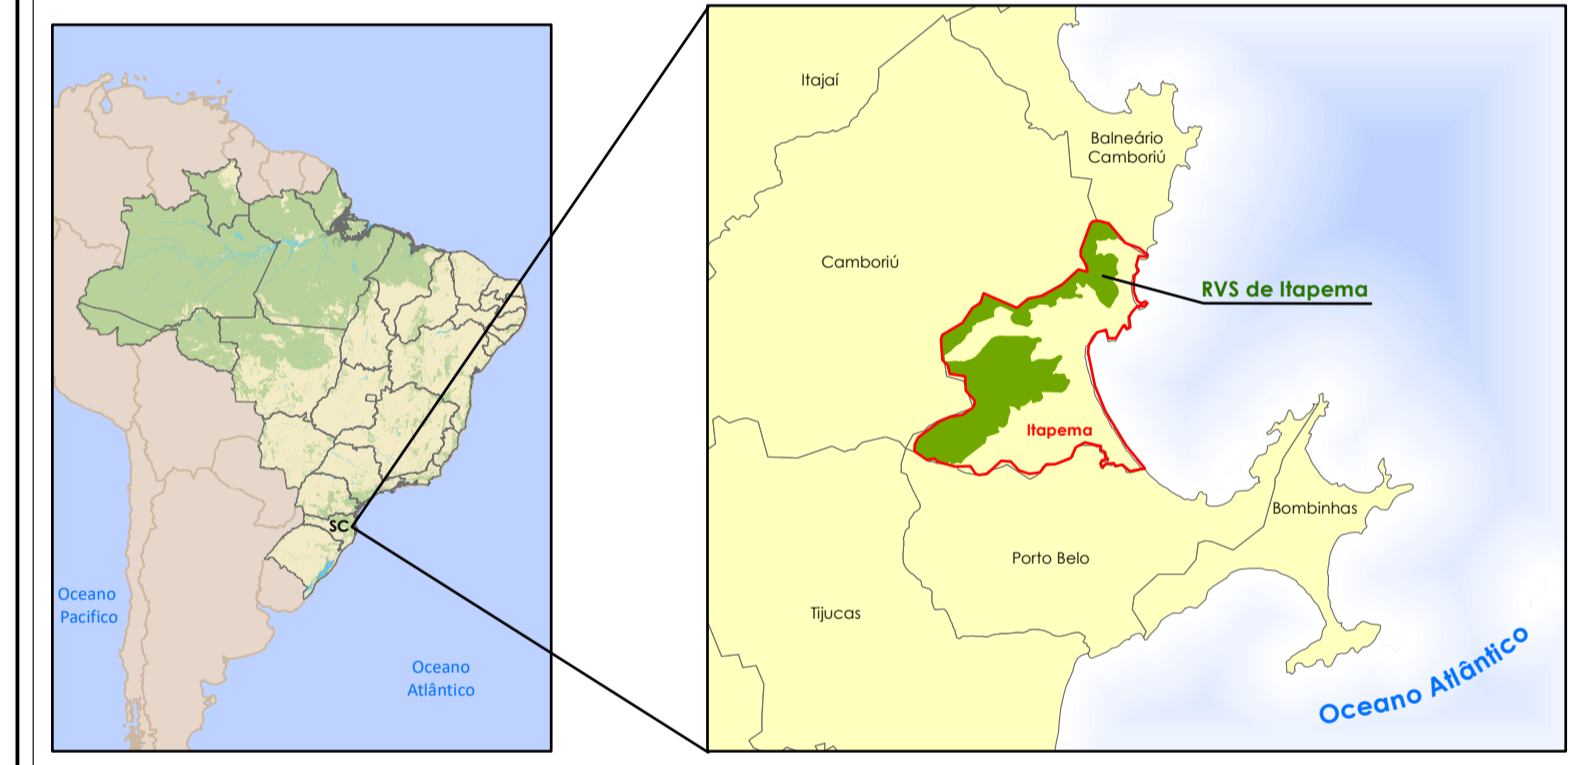 SC
Oceano
Pacifico
Oceano
Atlântico
Itajaí
Balneário
Camboriú
Camboriú
RVS de Itapema
Itapema
Bombinhas
Porto Belo
Tijucas
Oceano Atlântico